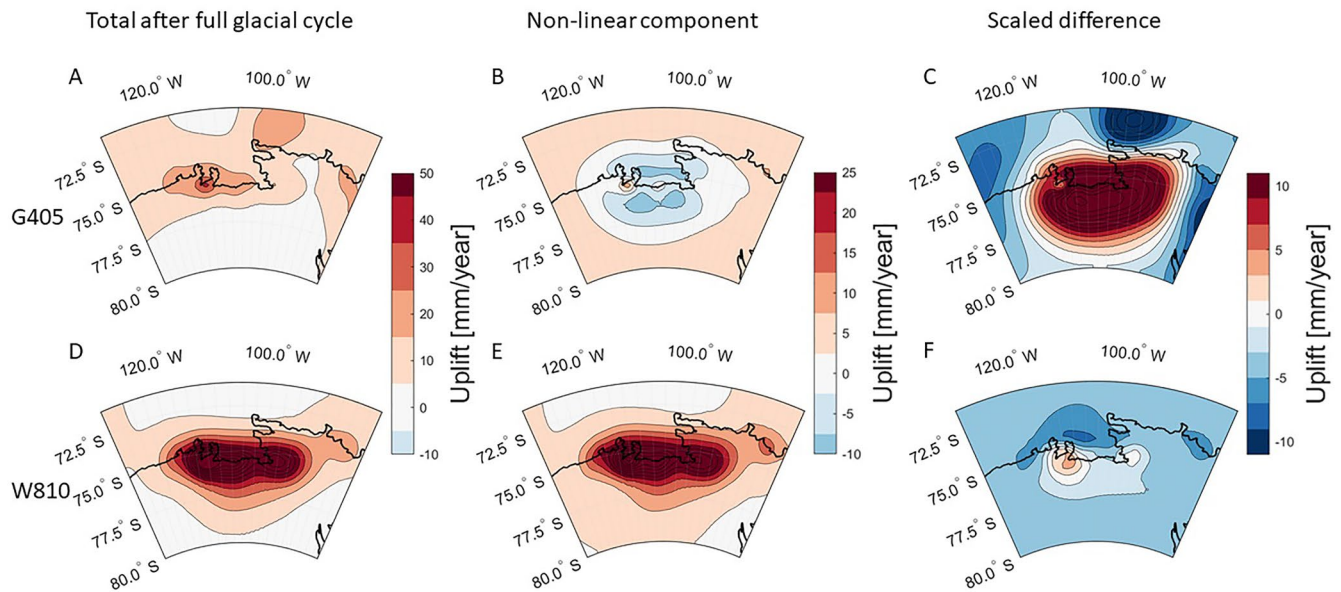 Total after full glacial cycle
Non-linear component
Scaled difference
A
120.0° W
100.0° W
B
120.0° W
100.0° W
C
120.0° W
100.0° W
G405
72.5° S
75.0° S
77.5° S
80.0° S
72.5° S
75.0° S
77.5° S
80.0° S
72.5° S
75.0° S
77.5° S
80.0° S
50
40
30
20
10
0
-10
Uplift [mm/year]
25
20
15
10
5
0
-5
-10
Uplift [mm/year]
10
5
0
-5
-10
Uplift [mm/year]
D
120.0° W
100.0° W
E
120.0° W
100.0° W
F
120.0° W
100.0° W
W810
72.5° S
75.0° S
77.5° S
80.0° S
72.5° S
75.0° S
77.5° S
80.0° S
72.5° S
75.0° S
77.5° S
80.0° S